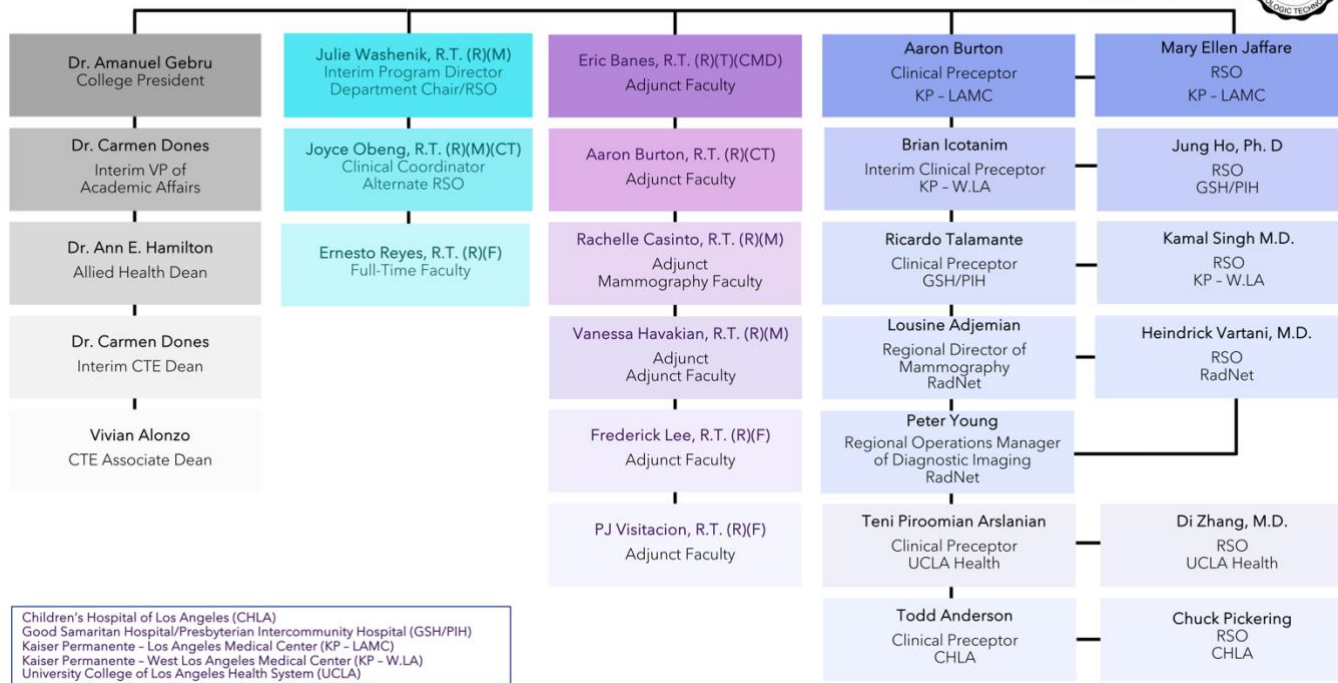 OLOGIC TECHNO
Dr. Amanuel Gebru
College President
Dr. Carmen Dones
Interim VP of
Academic Affairs
Dr. Ann E. Hamilton
Allied Health Dean
Dr. Carmen Dones
Interim CTE Dean
Vivian Alonzo
CTE Associate Dean
Julie Washenik, R.T. (R)(M)
Interim Program Director
Department Chair/RSO
Joyce Obeng, R.T. (R)(M)(CT)
Clinical Coordinator
Alternate RSO
Ernesto Reyes, R.T. (R)(F)
Full-Time Faculty
Eric Banes, R.T. (R)(T)(CMD)
Adjunct Faculty
Aaron Burton, R.T. (R)(CT)
Adjunct Faculty
Rachelle Casinto, R.T. (R)(M)
Adjunct
Mammography Faculty
Vanessa Havakian, R.T. (R)(M)
Adjunct
Adjunct Faculty
Frederick Lee, R.T. (R)(F)
Adjunct Faculty
PJ Visitacion, R.T. (R)(F)
Adjunct Faculty
Aaron Burton
Clinical Preceptor
KP – LAMC
Brian Icotanim
Interim Clinical Preceptor
KP – W.LA
Ricardo Talamante
Clinical Preceptor
GSH/PIH
Lousine Adjemian
Regional Director of
Mammography
RadNet
Peter Young
Regional Operations Manager
of Diagnostic Imaging
RadNet
Teni Piroomian Arslanian
Clinical Preceptor
UCLA Health
Todd Anderson
Clinical Preceptor
CHLA
Mary Ellen Jaffare
RSO
KP – LAMC
Jung Ho, Ph. D
RSO
GSH/PIH
Kamal Singh M.D.
RSO
KP – W.LA
Heindrick Vartani, M.D.
RSO
RadNet
Di Zhang, M.D.
RSO
UCLA Health
Chuck Pickering
RSO
CHLA
Children's Hospital of Los Angeles (CHLA)
Good Samaritan Hospital/Presbyterian Intercommunity Hospital (GSH/PIH)
Kaiser Permanente – Los Angeles Medical Center (KP – LAMC)
Kaiser Permanente – West Los Angeles Medical Center (KP – W.LA)
University College of Los Angeles Health System (UCLA)